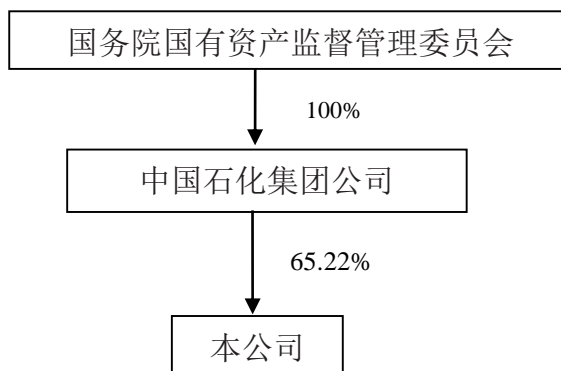 国务院国有资产监督管理委员会
100%
中国石化集团公司
65.22%
本公司